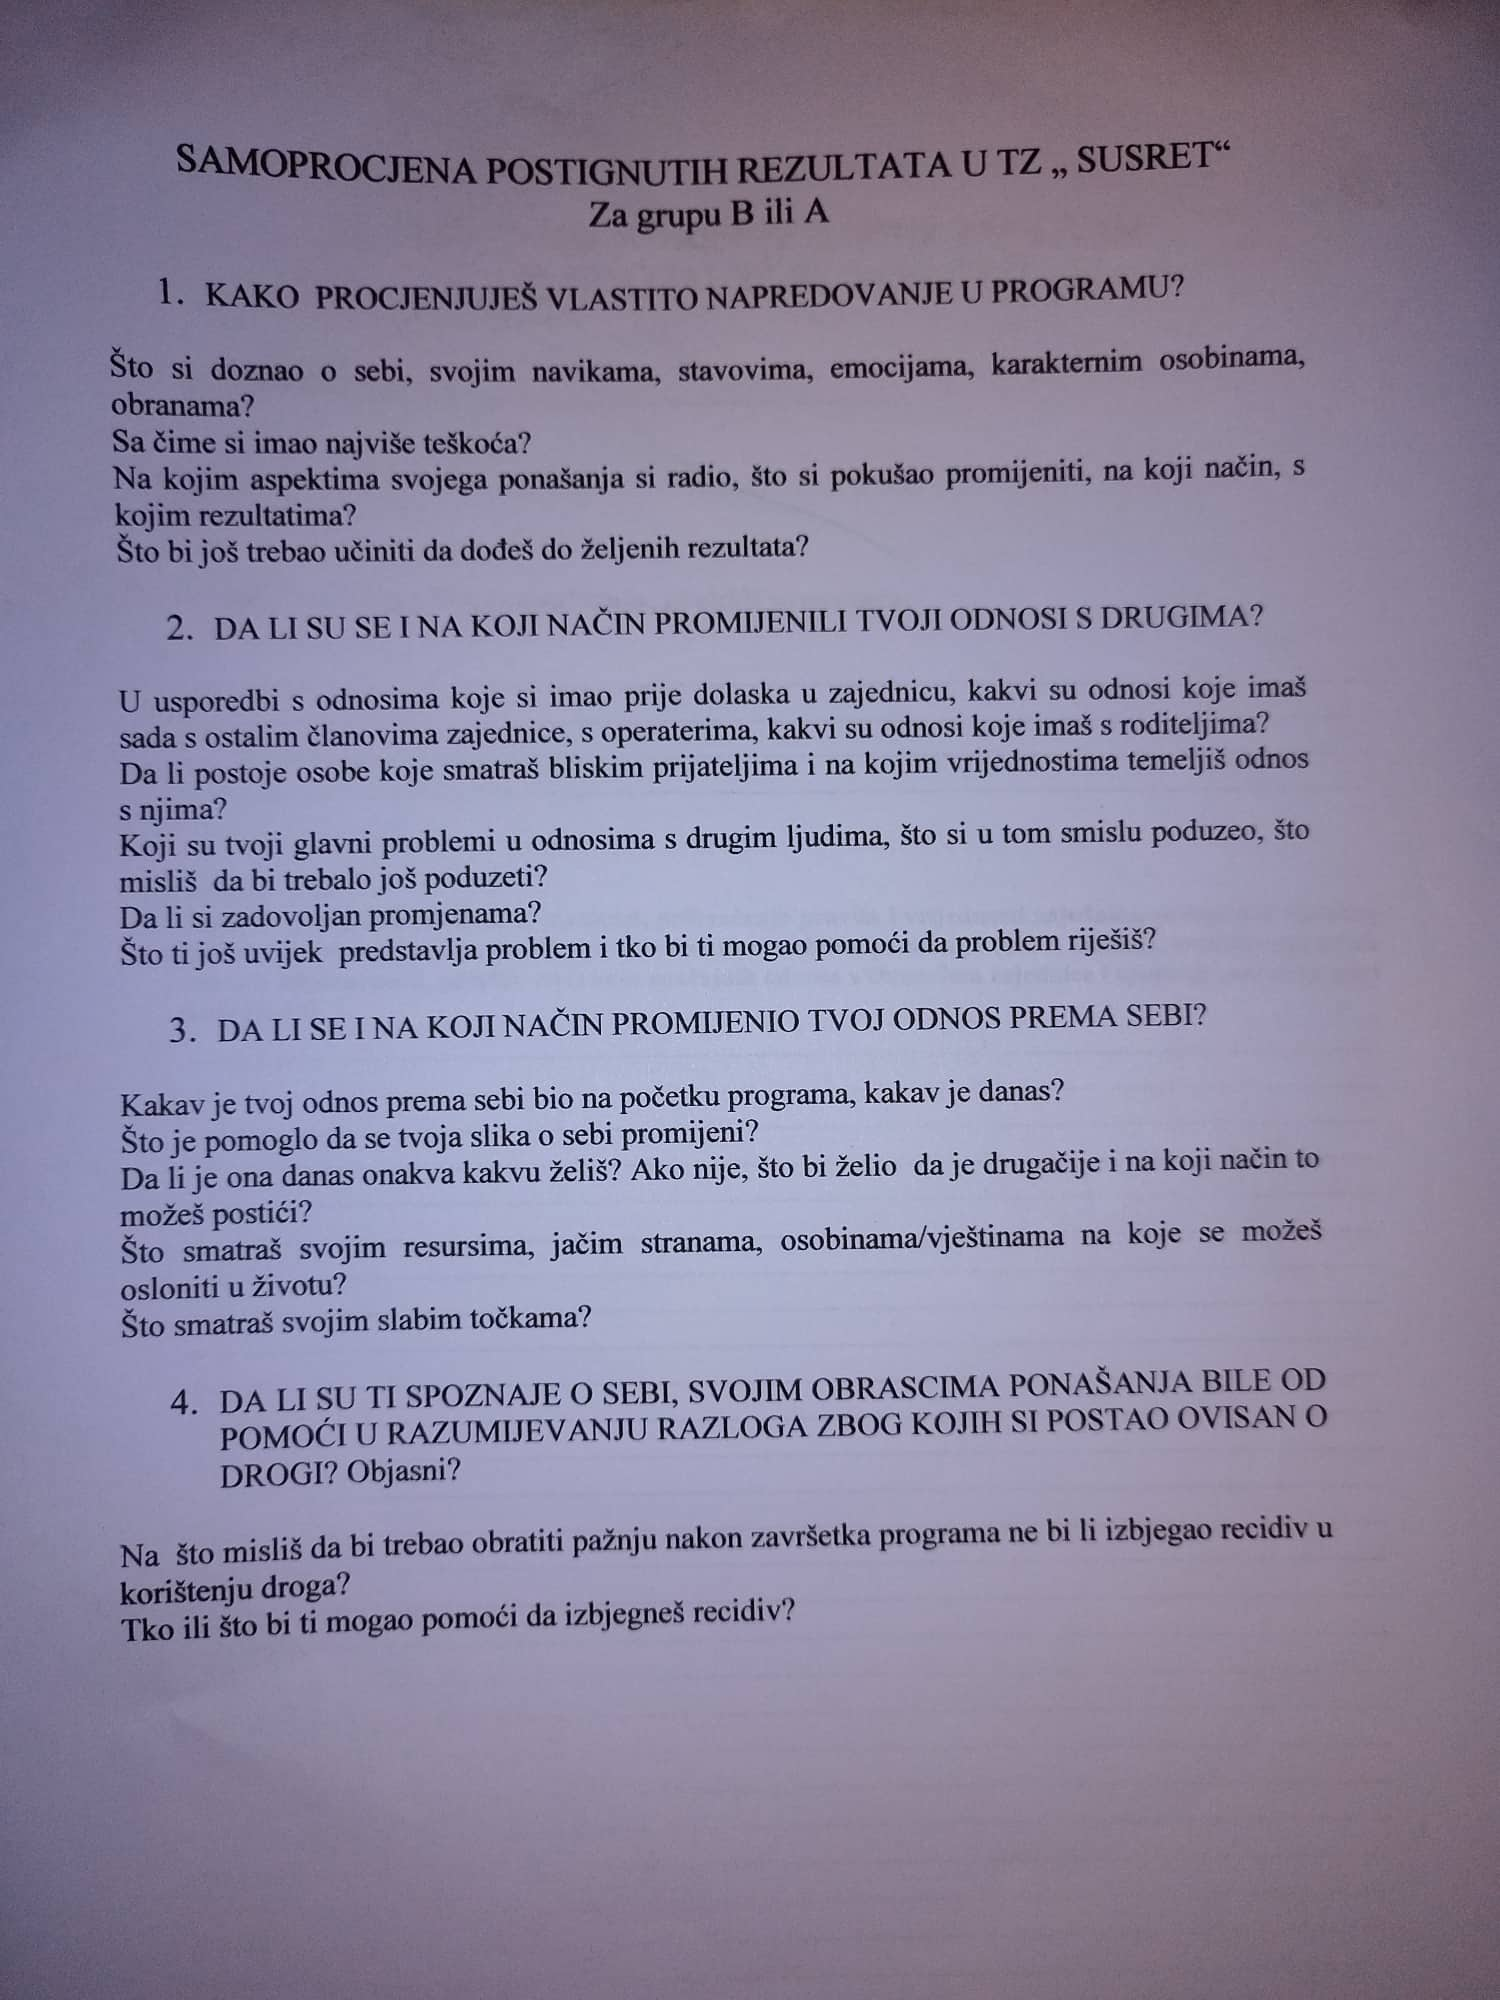 SAMOPROCJENA POSTIGNUTIH REZULTATA U TZ „ SUSRET“
Za grupu B ili A
1. KAKO PROCJENJUJEŠ VLASTITO NAPREDOVANJE U PROGRAMU?
Što si doznao o sebi, svojim navikama, stavovima, emocijama, karakternim osobinama,
obranama?
Sa čime si imao najviše teškoća?
Na kojim aspektima svojega ponašanja si radio, što si pokušao promijeniti, na koji način, s
kojim rezultatima?
Što bi još trebao učiniti da dođeš do željenih rezultata?
2. DA LI SU SE I NA KOJI NAČIN PROMIJENILI TVOJI ODNOSI S DRUGIMA?
U usporedbi s odnosima koje si imao prije dolaska u zajednicu, kakvi su odnosi koje imaš
sada s ostalim članovima zajednice, s operaterima, kakvi su odnosi koje imaš s roditeljima?
Da li postoje osobe koje smatraš bliskim prijateljima i na kojim vrijednostima temeljiš odnos
s njima?
Koji su tvoji glavni problemi u odnosima s drugim ljudima, što si u tom smislu poduzeo, što
misliš da bi trebalo još poduzeti?
Da li si zadovoljan promjenama?
Što ti još uvijek predstavlja problem i tko bi ti mogao pomoći da problem riješiš?
3. DA LI SE I NA KOJI NAČIN PROMIJENIO TVOJ ODNOS PREMA SEBI?
Kakav je tvoj odnos prema sebi bio na početku programa, kakav je danas?
Što je pomoglo da se tvoja slika o sebi promijeni?
Da li je ona danas onakva kakvu želiš? Ako nije, što bi želio da je drugačije i na koji način to
možeš postići?
Što smatraš svojim resursima, jačim stranama, osobinama/vještinama na koje se možeš
osloniti u životu?
Što smatraš svojim slabim točkama?
4. DA LI SU TI SPOZNAJE O SEBI, SVOJIM OBRASCIMA PONAŠANJA BILE OD
POMOĆI U RAZUMIJEVANJU RAZLOGA ZBOG KOJIH SI POSTAO OVISAN O
DROGI? Objasni?
Na što misliš da bi trebao obratiti pažnju nakon završetka programa ne bi li izbjegao recidiv u
korištenju droga?
Tko ili što bi ti mogao pomoći da izbjegneš recidiv?